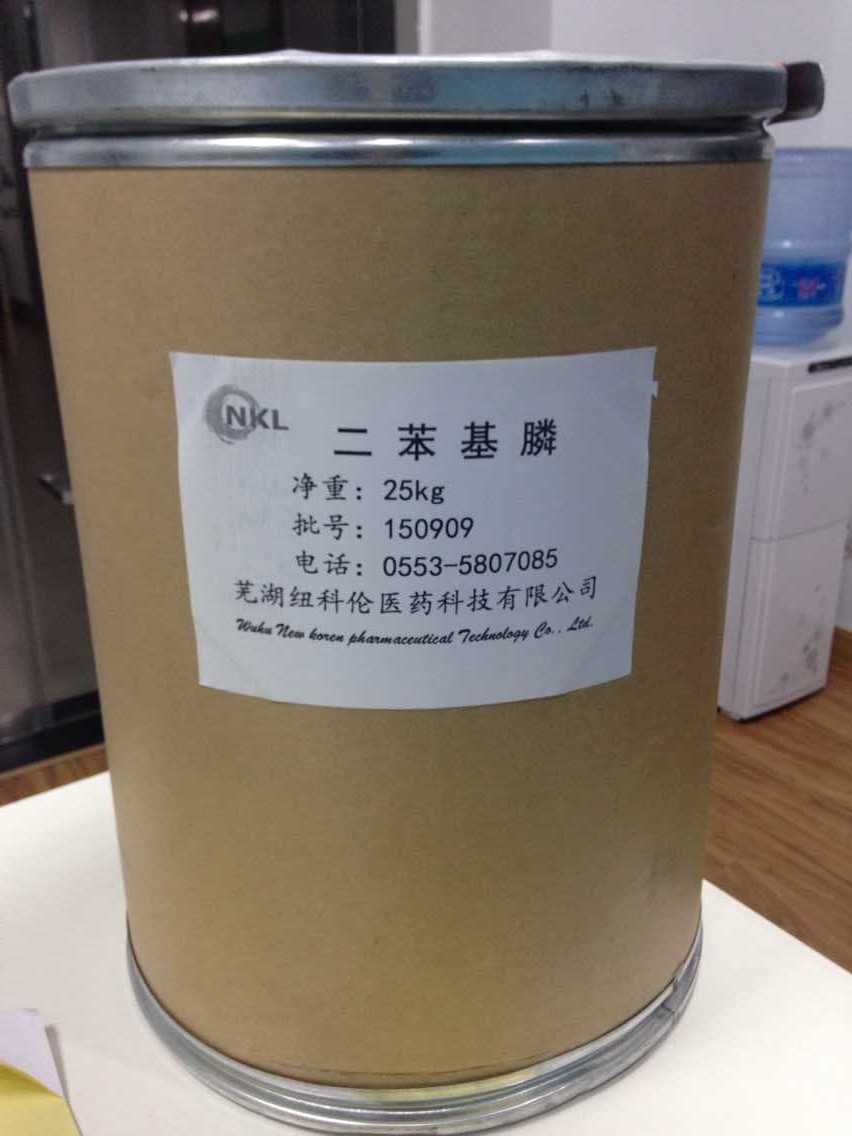 NKL
二苯基膦
净重：25kg
批号：150909
电话：0553-5807085
芜湖纽科伦医药科技有限公司
Wuhu New koren pharmaceutical Technology Co., Ltd.